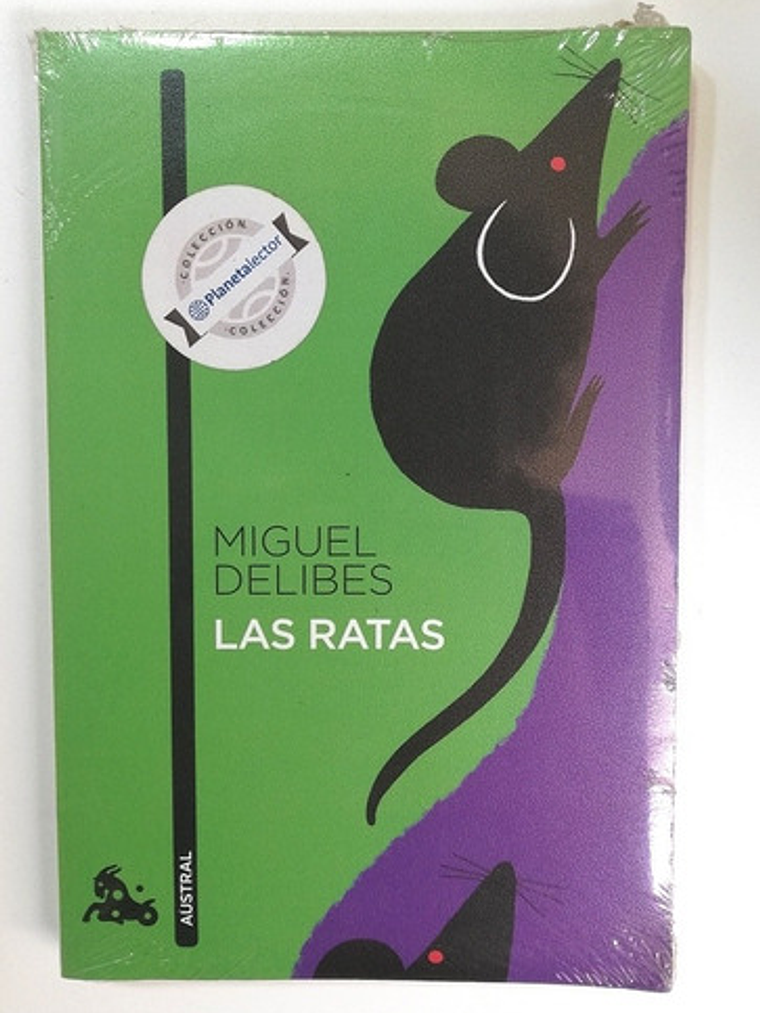 ·COLECCIÓN·
Planetalector
·COLECCIÓN·
MIGUEL
DELIBES
LAS RATAS
AUSTRAL